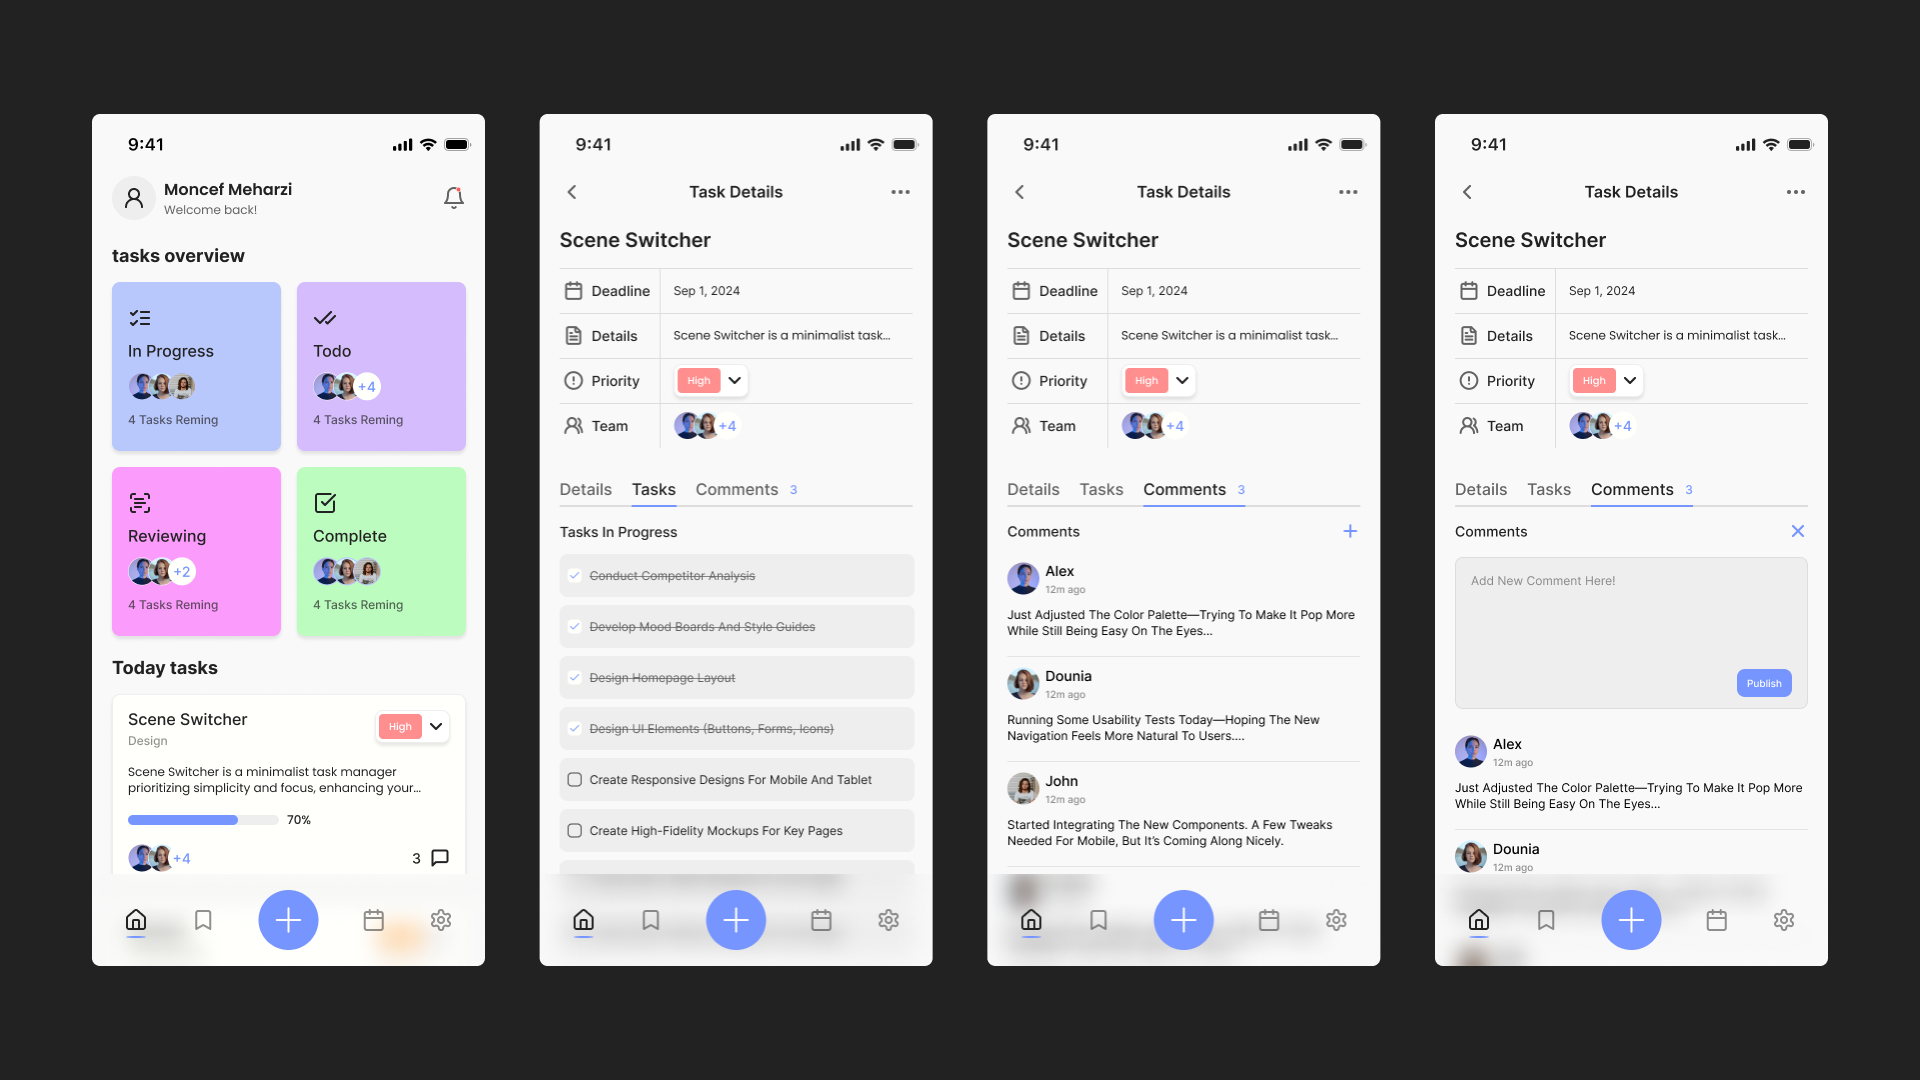 9:41
Moncef Meharzi
Welcome back!
tasks overview
In Progress
4 Tasks Reming
Todo
+4
4 Tasks Reming
Reviewing
+2
4 Tasks Reming
Complete
4 Tasks Reming
Today tasks
Scene Switcher
Design
High
Scene Switcher is a minimalist task manager
prioritizing simplicity and focus, enhancing your...
70%
+4
3
9:41
Task Details
Scene Switcher
Deadline
Sep 1, 2024
Details
Scene Switcher is a minimalist task...
Priority
High
Team
+4
Details Tasks Comments 3
Tasks In Progress
Conduct Competitor Analysis
Develop Mood Boards And Style Guides
Design Homepage Layout
Design UI Elements (Buttons, Forms, Icons)
Create Responsive Designs For Mobile And Tablet
Create High-Fidelity Mockups For Key Pages
9:41
Task Details
Scene Switcher
Deadline
Sep 1, 2024
Details
Scene Switcher is a minimalist task...
Priority
High
Team
+4
Details Tasks Comments 3
Comments
Alex
12m ago
Just Adjusted The Color Palette—Trying To Make It Pop More
While Still Being Easy On The Eyes...
Dounia
12m ago
Running Some Usability Tests Today—Hoping The New
Navigation Feels More Natural To Users....
John
12m ago
Started Integrating The New Components. A Few Tweaks
Needed For Mobile, But It's Coming Along Nicely.
9:41
Task Details
Scene Switcher
Deadline
Sep 1, 2024
Details
Scene Switcher is a minimalist task...
Priority
High
Team
+4
Details Tasks Comments 3
Comments
Add New Comment Here!
Publish
Alex
12m ago
Just Adjusted The Color Palette—Trying To Make It Pop More
While Still Being Easy On The Eyes...
Dounia
12m ago